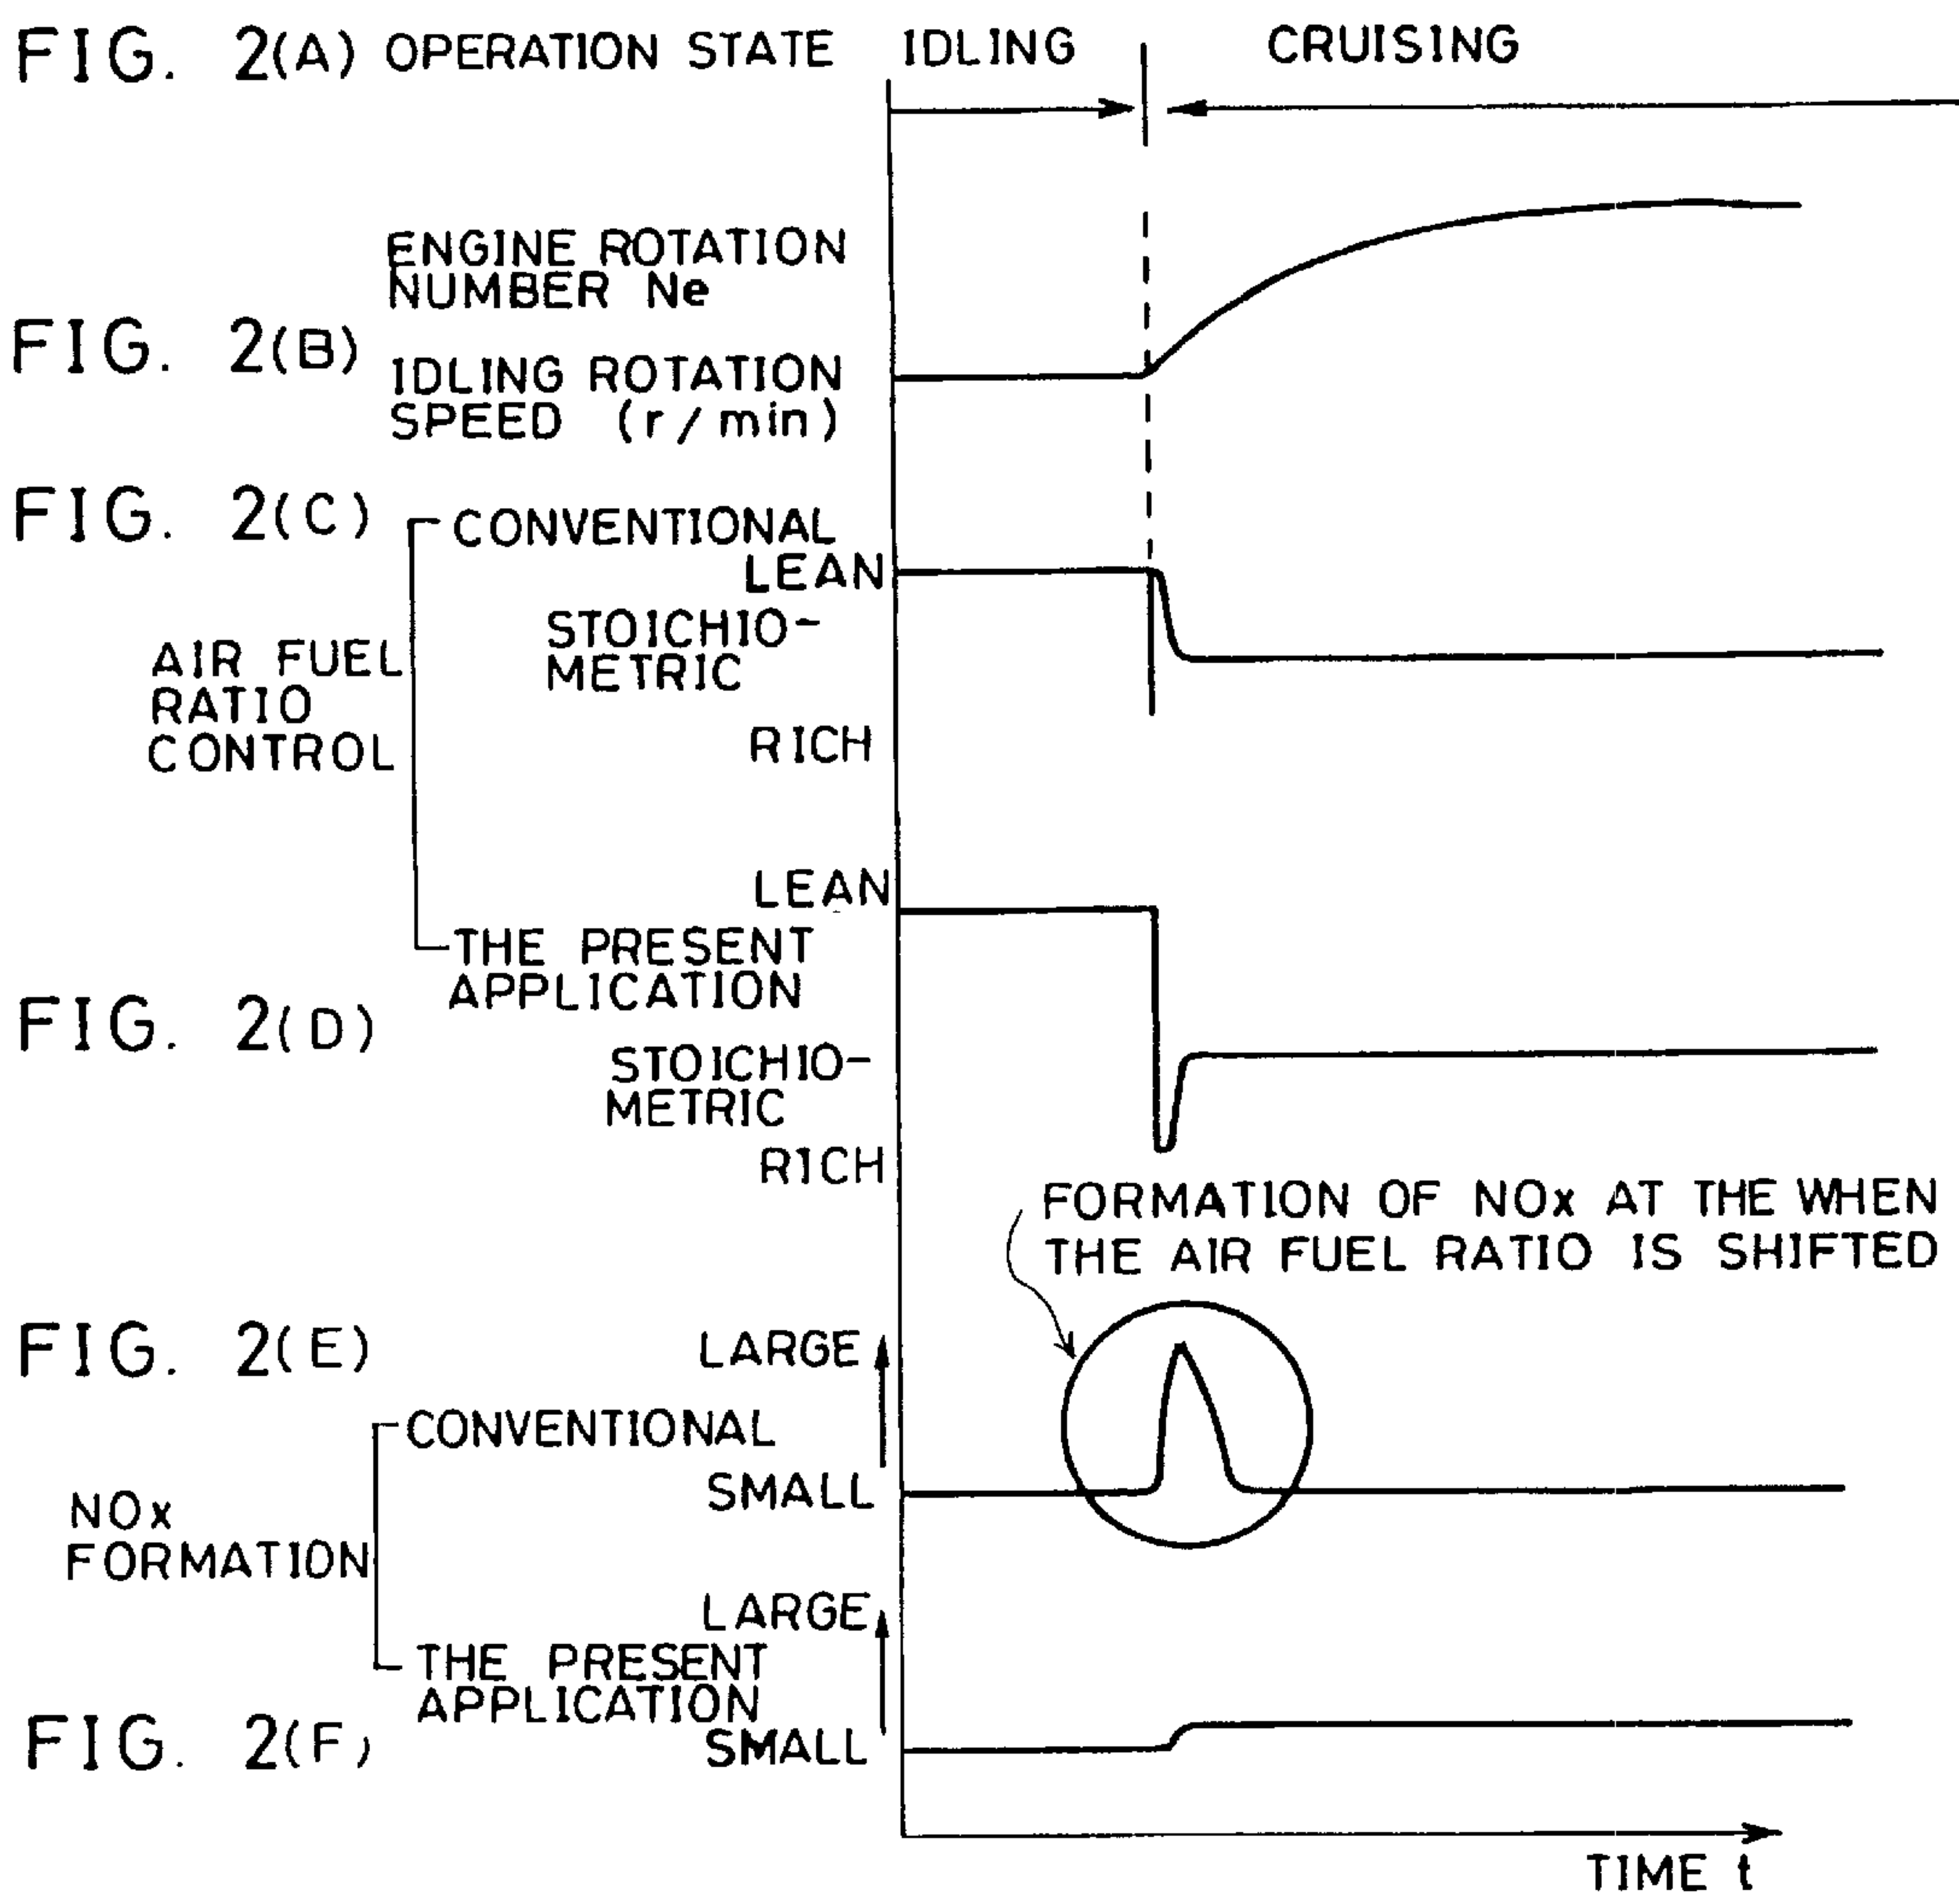 FIG. 2(A) OPERATION STATE IDLING CRUISING
ENGINE ROTATION
NUMBER Ne
FIG. 2(B)
IDLING ROTATION
SPEED (r/min)
FIG. 2(C)
CONVENTIONAL
LEAN
STOICHIO-
METRIC
AIR FUEL
RATIO
CONTROL
RICH
LEAN
THE PRESENT
APPLICATION
FIG. 2(D)
STOICHIO-
METRIC
RICH
FORMATION OF NOx AT THE WHEN
THE AIR FUEL RATIO IS SHIFTED
FIG. 2(E)
LARGE
CONVENTIONAL
SMALL
NOx
FORMATION
LARGE
THE PRESENT
APPLICATION
FIG. 2(F)
SMALL
TIME t